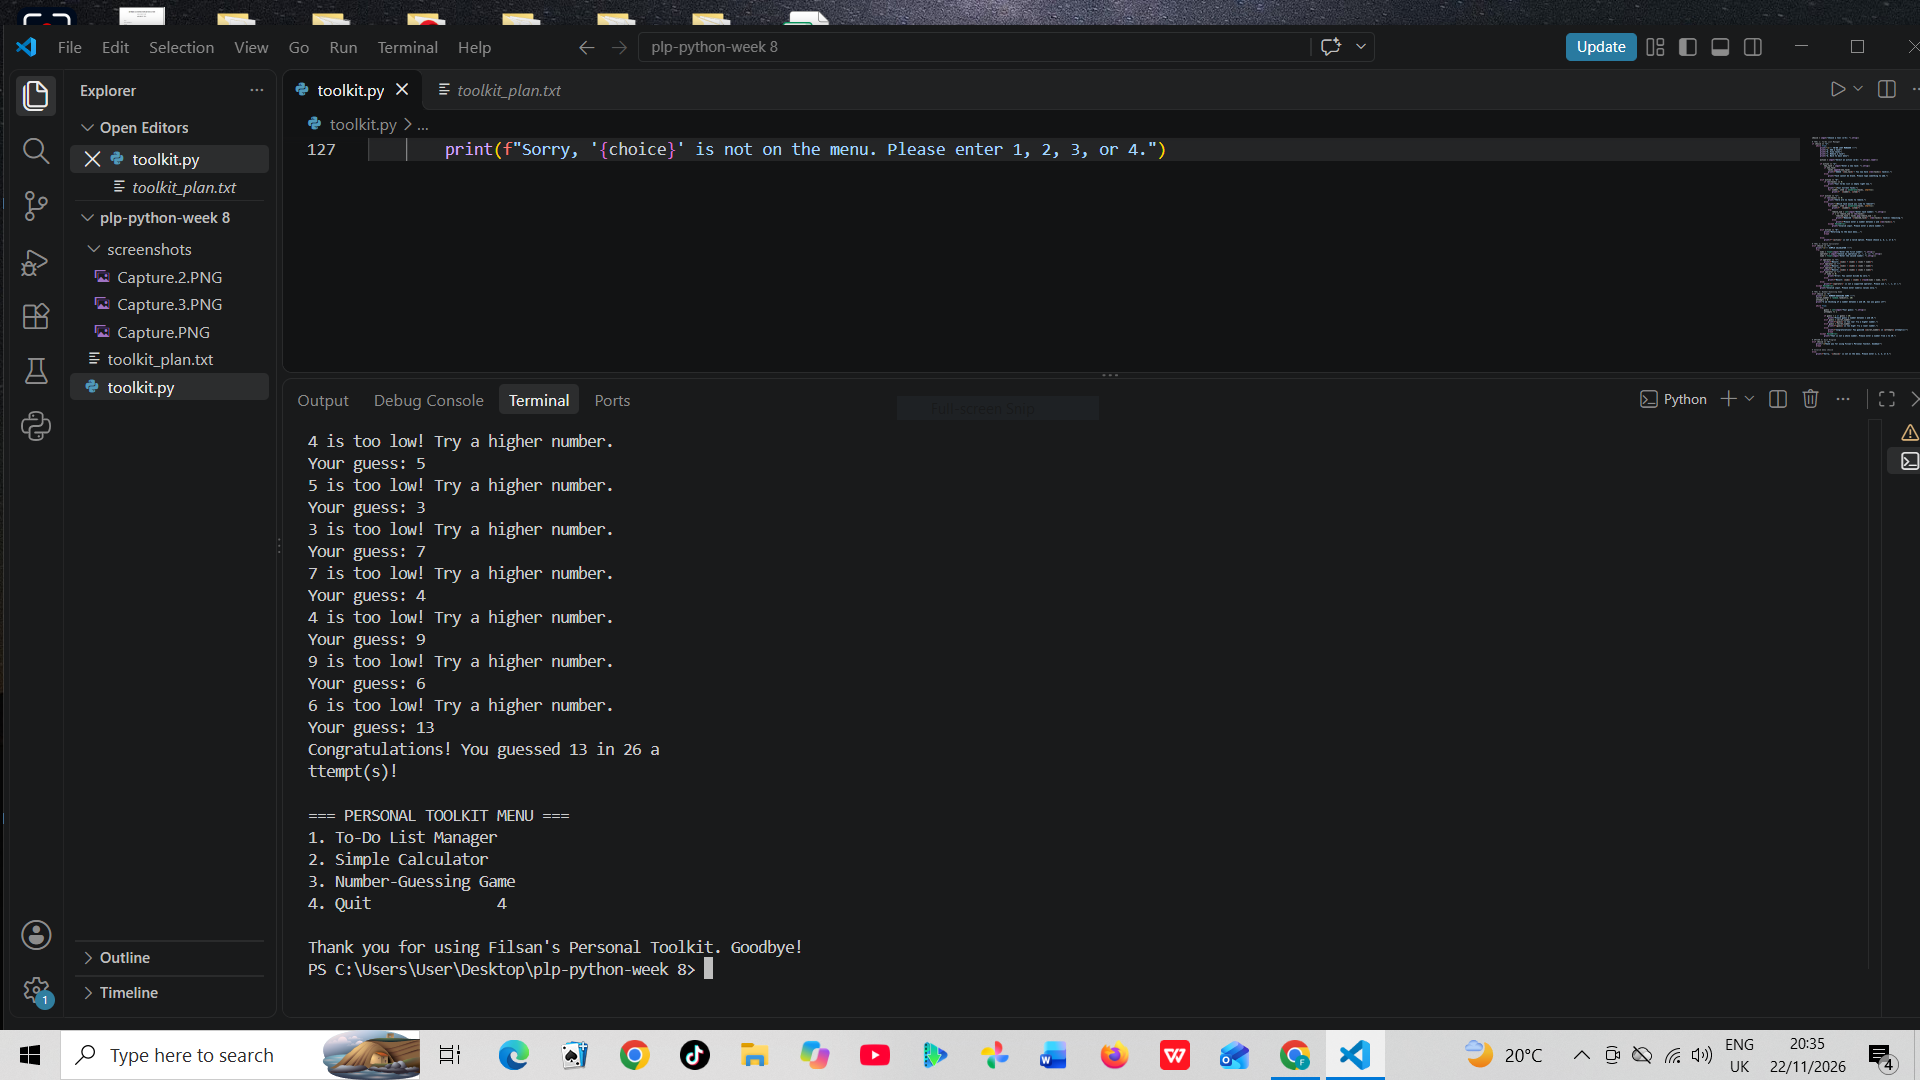 File Edit Selection View Go Run Terminal Help
plp-python-week 8
Update
Explorer
Open Editors
toolkit.py
toolkit_plan.txt
plp-python-week 8
screenshots
Capture.2.PNG
Capture.3.PNG
Capture.PNG
toolkit_plan.txt
toolkit.py
Outline
Timeline
1
toolkit.py
toolkit_plan.txt
toolkit.py > ...
127 print(f"Sorry, '{choice}' is not on the menu. Please enter 1, 2, 3, or 4.")
Output Debug Console Terminal Ports
Full-screen Snip
Python
4 is too low! Try a higher number.
Your guess: 5
5 is too low! Try a higher number.
Your guess: 3
3 is too low! Try a higher number.
Your guess: 7
7 is too low! Try a higher number.
Your guess: 4
4 is too low! Try a higher number.
Your guess: 9
9 is too low! Try a higher number.
Your guess: 6
6 is too low! Try a higher number.
Your guess: 13
Congratulations! You guessed 13 in 26 a
ttempt(s)!
=== PERSONAL TOOLKIT MENU ===
1. To-Do List Manager
2. Simple Calculator
3. Number-Guessing Game
4. Quit 4
Thank you for using Filsan's Personal Toolkit. Goodbye!
PS C:\Users\User\Desktop\plp-python-week 8>
Type here to search
20°C
ENG
UK
20:35
22/11/2026
4